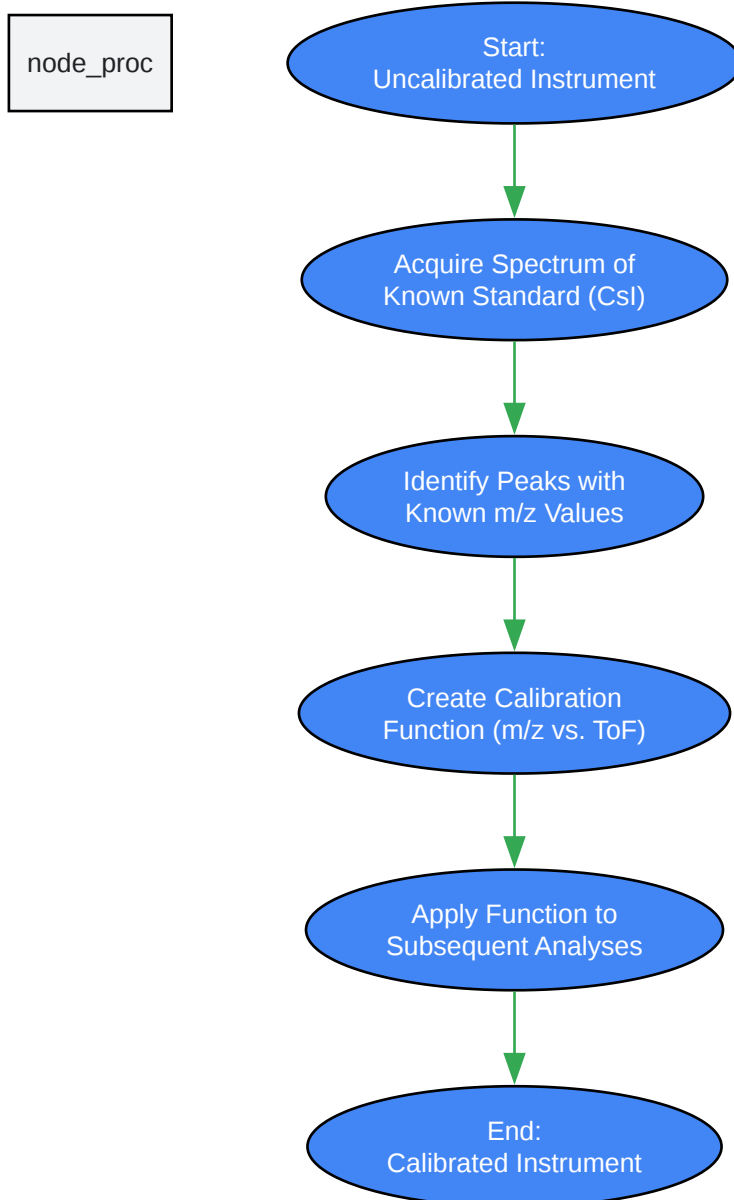 node_proc
Start:
Uncalibrated Instrument
Acquire Spectrum of
Known Standard (CsI)
Identify Peaks with
Known m/z Values
Create Calibration
Function (m/z vs. ToF)
Apply Function to
Subsequent Analyses
End:
Calibrated Instrument